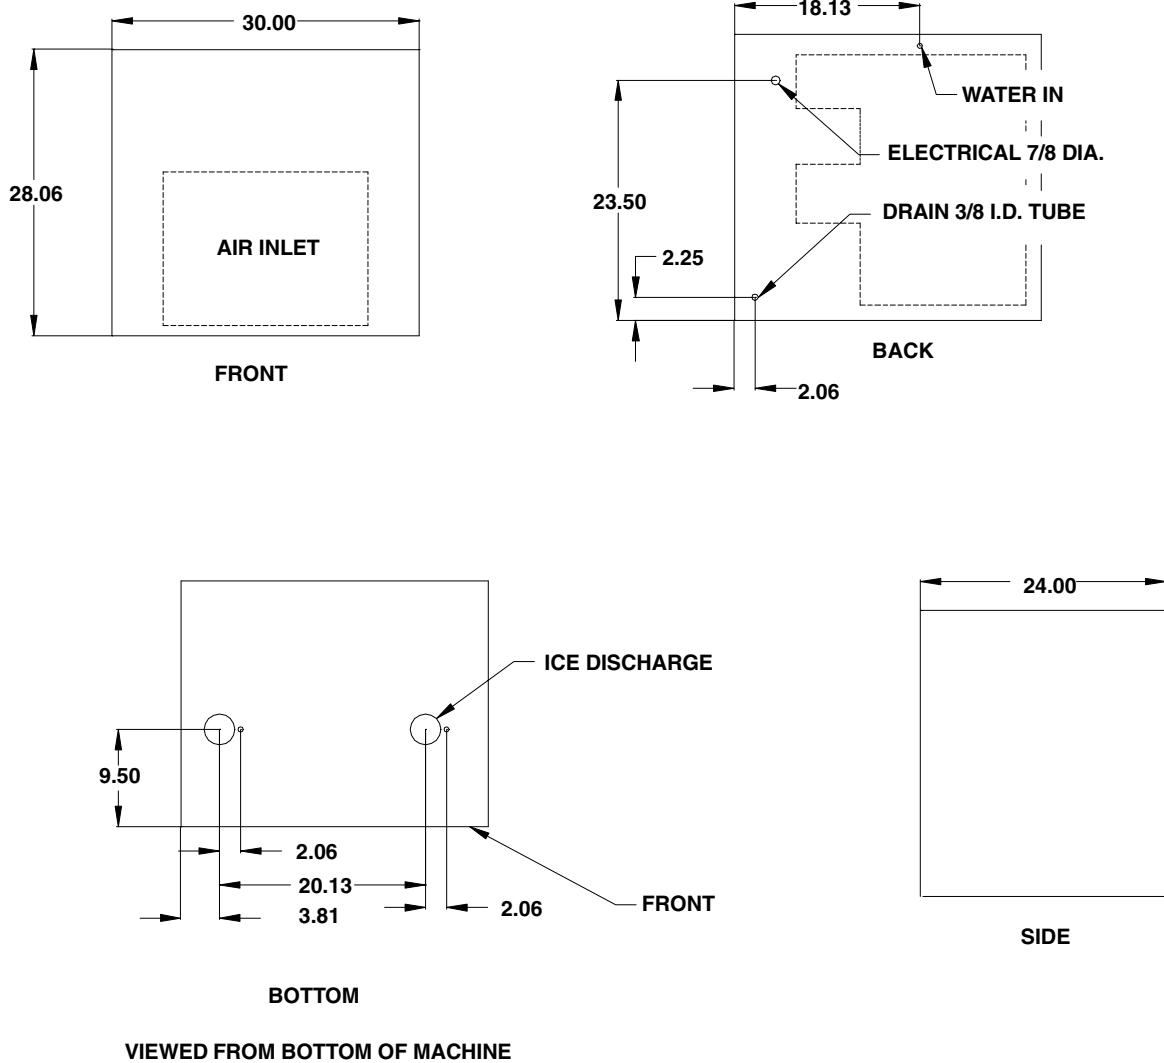 30.00
28.06
AIR INLET
FRONT
18.13
WATER IN
ELECTRICAL 7/8 DIA.
23.50
DRAIN 3/8 I.D. TUBE
2.25
BACK
2.06
ICE DISCHARGE
9.50
2.06
20.13
3.81
2.06
FRONT
BOTTOM
VIEWED FROM BOTTOM OF MACHINE
24.00
SIDE